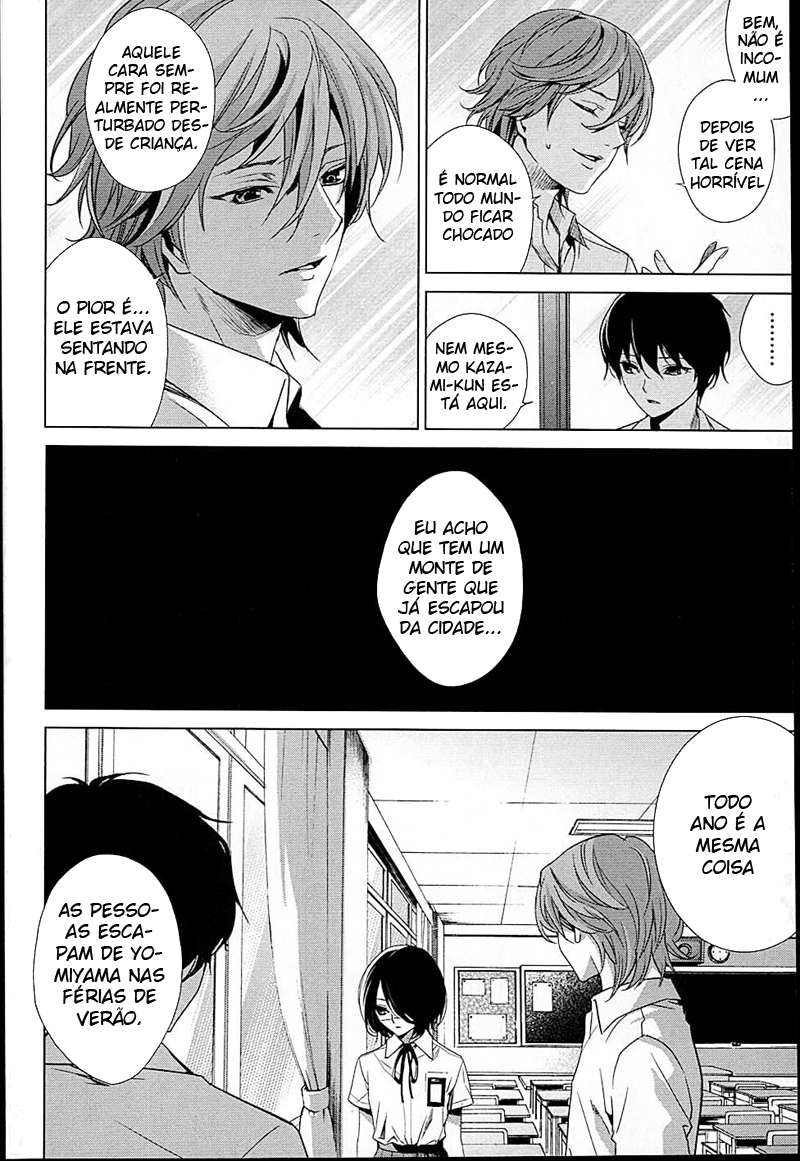 BEM,
NÃO É
INCO-
MUM
...
DEPOIS
DE VER
TAL CENA
HORRÍVEL
É NORMAL
TODO MUN-
DO FICAR
CHOCADO
AQUELE
CARA SEM-
PRE FOI RE-
ALMENTE PER-
TURBADO DES-
DE CRIANÇA.
O PIOR É...
ELE ESTAVA
SENTANDO
NA FRENTE.
.........
NEM MES-
MO KAZA-
MI-KUN ES-
TÁ AQUI.
EU ACHO
QUE TEM UM
MONTE DE
GENTE QUE
JÁ ESCAPOU
DA CIDADE...
TODO
ANO É A
MESMA
COISA
AS PESSO-
AS ESCA-
PAM DE YO-
MIYAMA NAS
FÉRIAS DE
VERÃO.